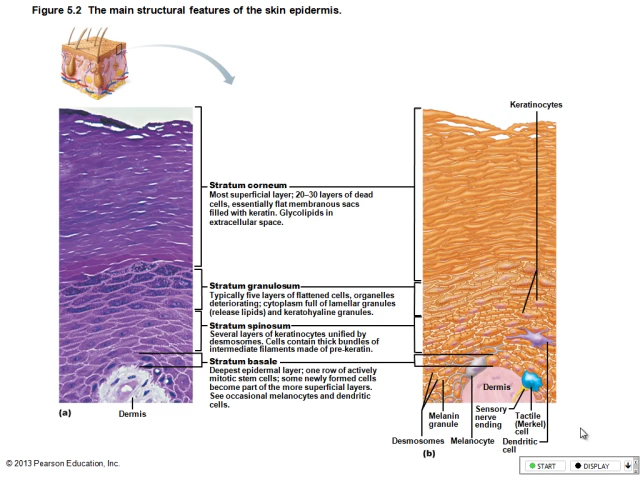 Figure 5.2 The main structural features of the skin epidermis.
Keratinocytes
Stratum corneum
Most superficial layer; 20–30 layers of dead
cells, essentially flat membranous sacs
filled with keratin. Glycolipids in
extracellular space.
Stratum granulosum
Typically five layers of flattened cells, organelles
deteriorating; cytoplasm full of lamellar granules
(release lipids) and keratohyaline granules.
Stratum spinosum
Several layers of keratinocytes unified by
desmosomes. Cells contain thick bundles of
intermediate filaments made of pre-keratin.
Stratum basale
Deepest epidermal layer; one row of actively
mitotic stem cells; some newly formed cells
become part of the more superficial layers.
See occasional melanocytes and dendritic
cells.
Dermis
(a)
Dermis
Desmosomes
Melanin
granule
Melanocyte
Sensory
nerve
ending
Tactile
(Merkel)
cell
Dendritic
cell
(b)
© 2013 Pearson Education, Inc.
START
DISPLAY